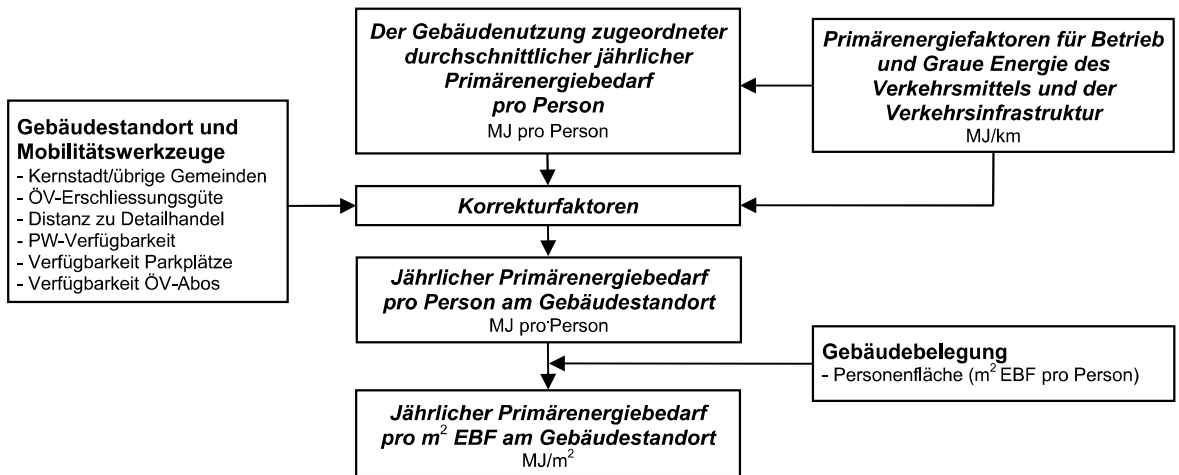 Der Gebäudenutzung zugeordneter
durchschnittlicher jährlicher
Primärenergiebedarf
pro Person
MJ pro Person
Primärenergiefaktoren für Betrieb
und Graue Energie des
Verkehrsmittels und der
Verkehrsinfrastruktur
MJ/km
Gebäudestandort und
Mobilitätswerkzeuge
- Kernstadt/übrige Gemeinden
- ÖV-Erschliessungsgüte
- Distanz zu Detailhandel
- PW-Verfügbarkeit
- Verfügbarkeit Parkplätze
- Verfügbarkeit ÖV-Abos
Korrekturfaktoren
Jährlicher Primärenergiebedarf
pro Person am Gebäudestandort
MJ pro Person
Gebäudebelegung
- Personenfläche (m² EBF pro Person)
Jährlicher Primärenergiebedarf
pro m² EBF am Gebäudestandort
MJ/m²